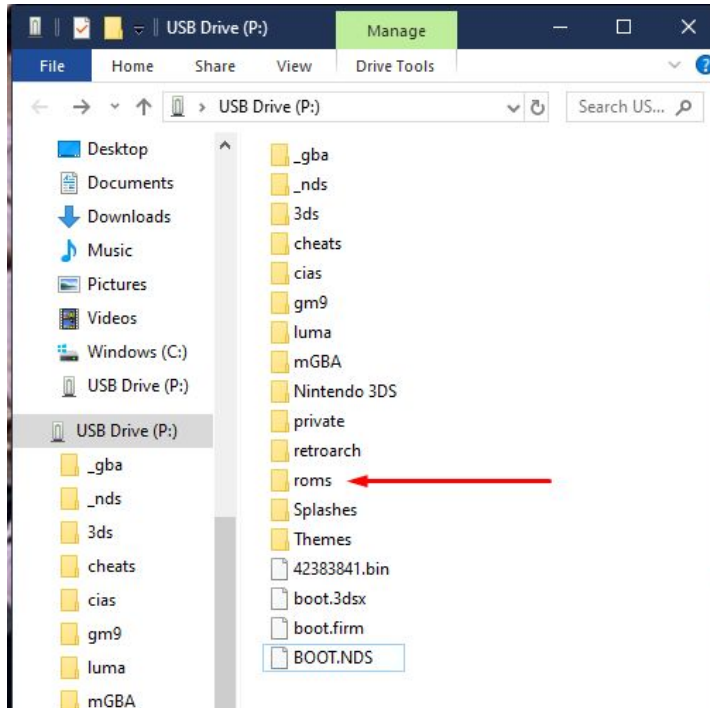 USB Drive (P:)
Manage
File
Home
Share
View
Drive Tools
USB Drive (P:)
Search US...
Desktop
Documents
Downloads
Music
Pictures
Videos
Windows (C:)
USB Drive (P:)
USB Drive (P:)
_gba
_nds
3ds
cheats
cias
gm9
luma
mGBA
_gba
_nds
3ds
cheats
cias
gm9
luma
mGBA
Nintendo 3DS
private
retroarch
roms
Splashes
Themes
42383841.bin
boot.3dsx
boot.firm
BOOT.NDS